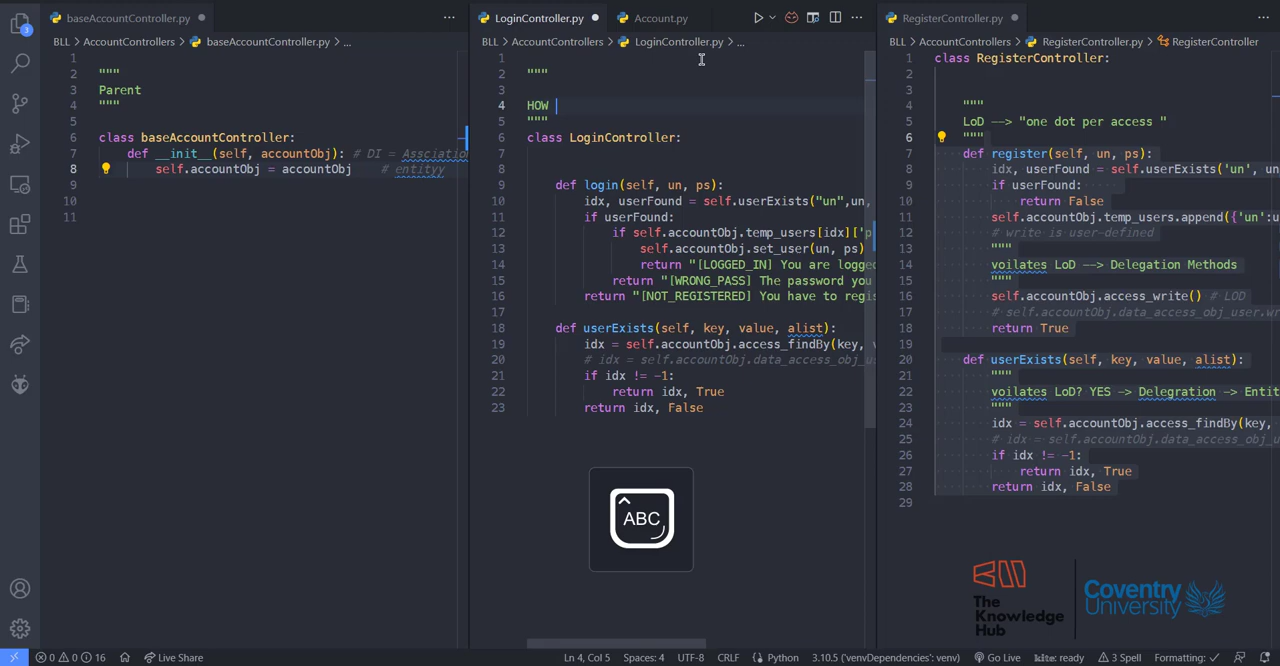 baseAccountController.py
BLL > AccountControllers > baseAccountController.py > ...
1
2 """
3 Parent
4 """
5
6 class baseAccountController:
7 def __init__(self, accountObj): # DI = Assciation
8 self.accountObj = accountObj # entityy
9
10
11
LoginController.py
Account.py
BLL > AccountControllers > LoginController.py > ...
1
2 """
3
4 HOW
5 """
6 class LoginController:
7
8
9 def login(self, un, ps):
10 idx, userFound = self.userExists("un",un,
11 if userFound:
12 if self.accountObj.temp_users[idx]['p
13 self.accountObj.set_user(un, ps)
14 return "[LOGGED_IN] You are logge
15 return "[WRONG_PASS] The password you
16 return "[NOT_REGISTERED] You have to regi
17
18 def userExists(self, key, value, alist):
19 idx = self.accountObj.access_findBy(key, v
20 # idx = self.accountObj.data_access_obj_us
21 if idx != -1:
22 return idx, True
23 return idx, False
ABC
RegisterController.py
BLL > AccountControllers > RegisterController.py > RegisterController
1 class RegisterController:
2
3
4 """
5 LoD --> "one dot per access "
6 """
7 def register(self, un, ps):
8 idx, userFound = self.userExists('un', un
9 if userFound:
10 return False
11 self.accountObj.temp_users.append({'un':u
12 # write is user-defined
13 """
14 voilates LoD --> Delegation Methods
15 """
16 self.accountObj.access_write() # LOD
17 # self.accountObj.data_access_obj_user.wr
18 return True
19
20 def userExists(self, key, value, alist):
21 """
22 voilates LoD? YES -> Delegration -> Entit
23 """
24 idx = self.accountObj.access_findBy(key,
25 # idx = self.accountObj.data_access_obj_u
26 if idx != -1:
27 return idx, True
28 return idx, False
29
The
Knowledge
Hub
Coventry
University
3
0 0 16
Live Share
Ln 4, Col 5
Spaces: 4
UTF-8
CRLF
Python
3.10.5 ('venvDependencies': venv)
Go Live
kite: ready
3 Spell
Formatting: ✓